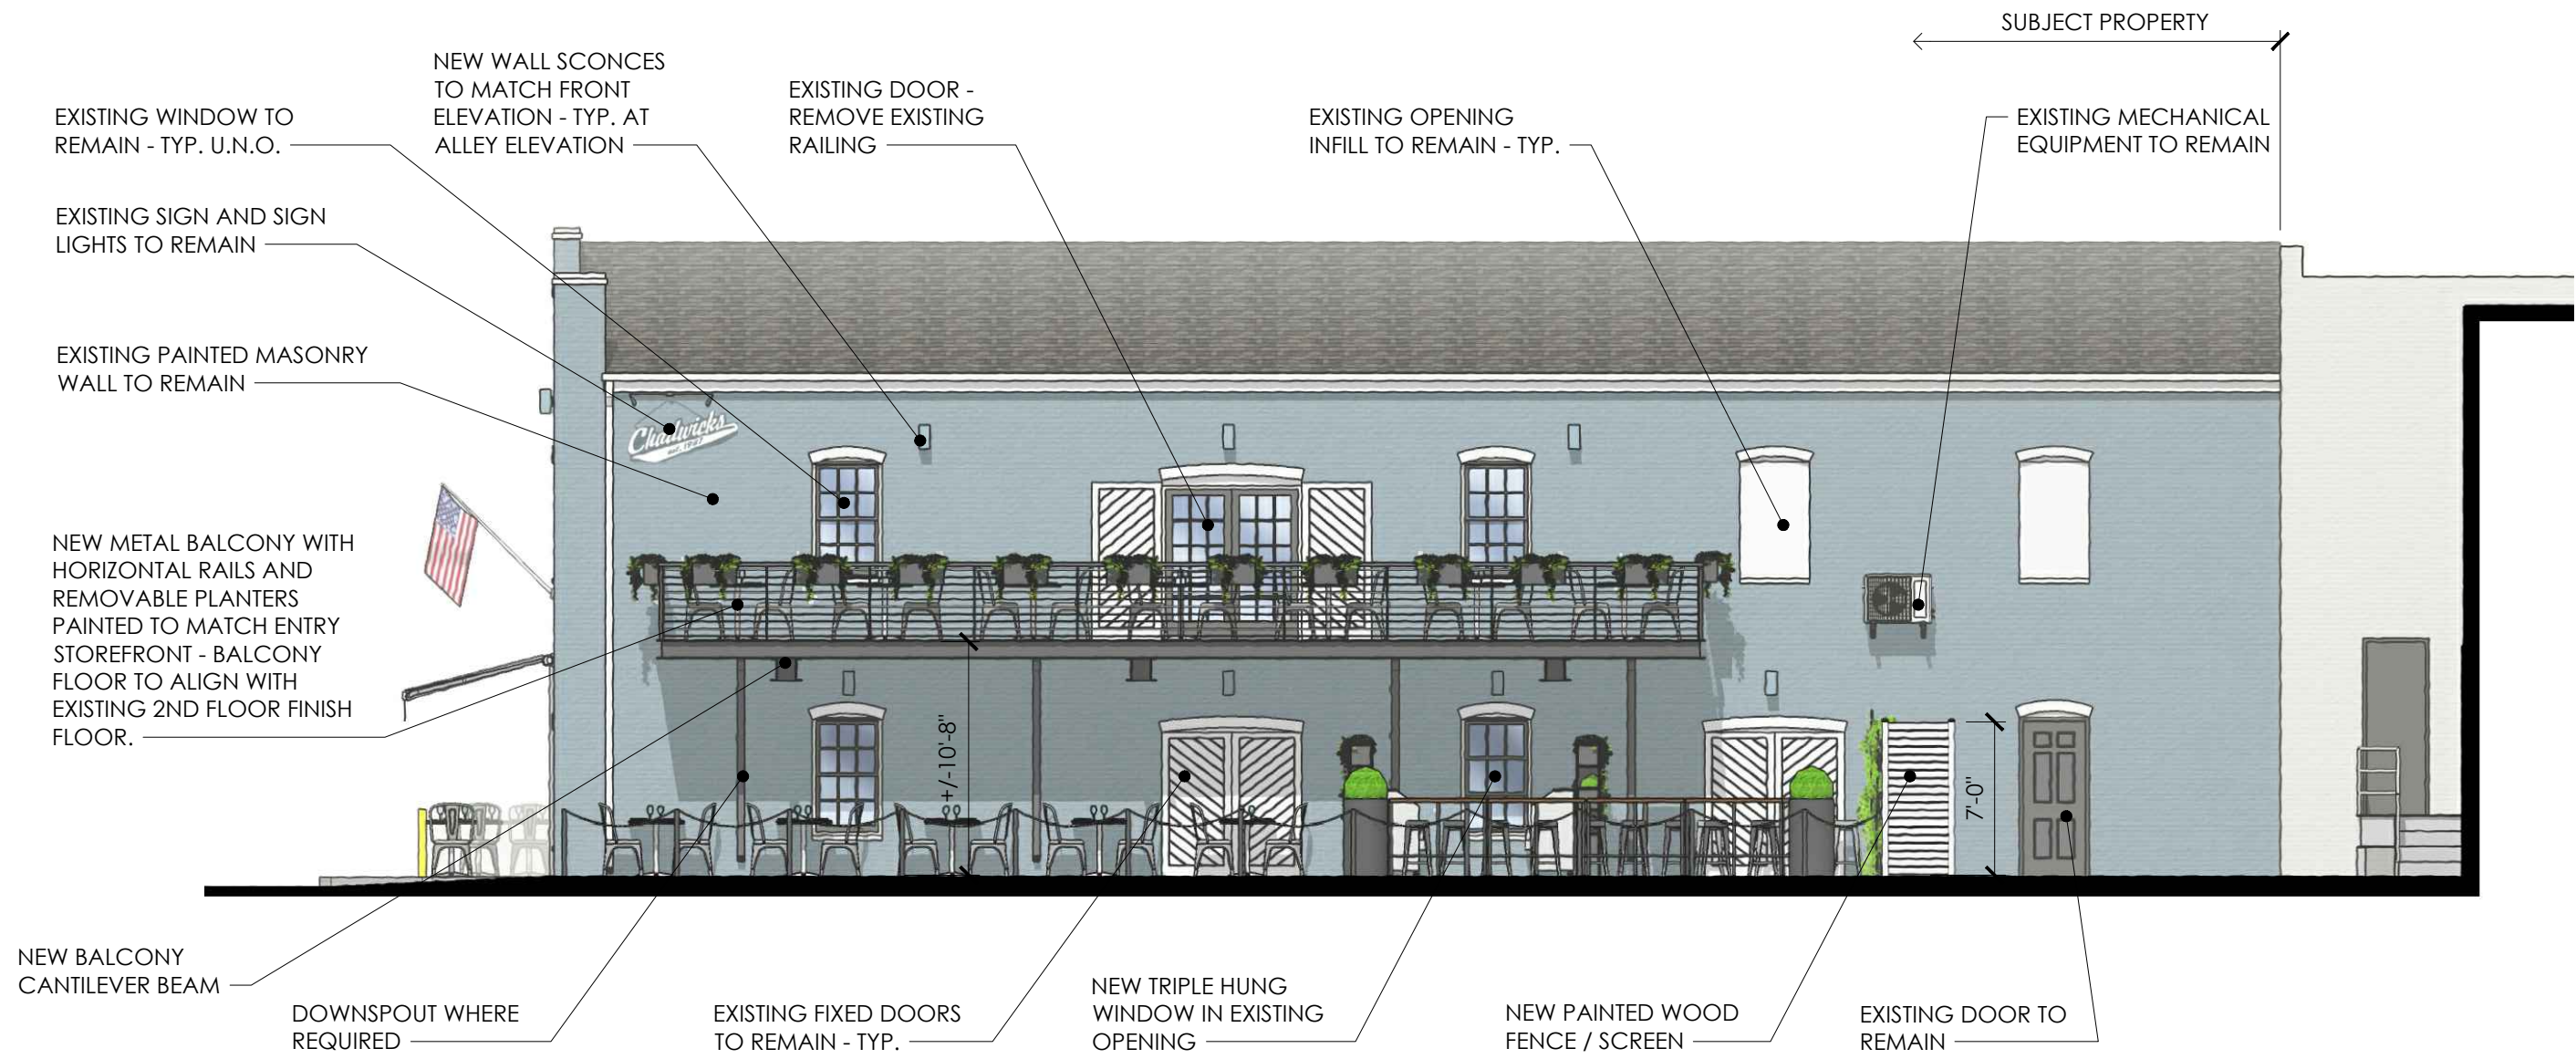 SUBJECT PROPERTY
NEW WALL SCONCES
TO MATCH FRONT
ELEVATION - TYP. AT
ALLEY ELEVATION
EXISTING DOOR -
REMOVE EXISTING
RAILING
EXISTING WINDOW TO
REMAIN - TYP. U.N.O.
EXISTING OPENING
INFILL TO REMAIN - TYP.
EXISTING MECHANICAL
EQUIPMENT TO REMAIN
EXISTING SIGN AND SIGN
LIGHTS TO REMAIN
EXISTING PAINTED MASONRY
WALL TO REMAIN
Chadwicks
est. 1967
NEW METAL BALCONY WITH
HORIZONTAL RAILS AND
REMOVABLE PLANTERS
PAINTED TO MATCH ENTRY
STOREFRONT - BALCONY
FLOOR TO ALIGN WITH
EXISTING 2ND FLOOR FINISH
FLOOR.
+/-10'-8"
7'-0"
NEW BALCONY
CANTILEVER BEAM
DOWNSPOUT WHERE
REQUIRED
EXISTING FIXED DOORS
TO REMAIN - TYP.
NEW TRIPLE HUNG
WINDOW IN EXISTING
OPENING
NEW PAINTED WOOD
FENCE / SCREEN
EXISTING DOOR TO
REMAIN